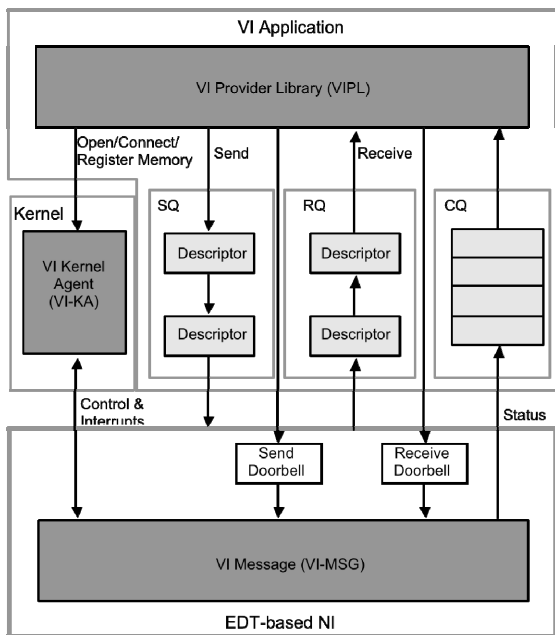 VI Application
VI Provider Library (VIPL)
Open/Connect/
Register Memory
Send
Receive
Kernel
SQ
RQ
CQ
VI Kernel
Agent
(VI-KA)
Descriptor
Descriptor
Descriptor
Descriptor
Control &
Interrupts
Status
Send
Doorbell
Receive
Doorbell
VI Message (VI-MSG)
EDT-based NI